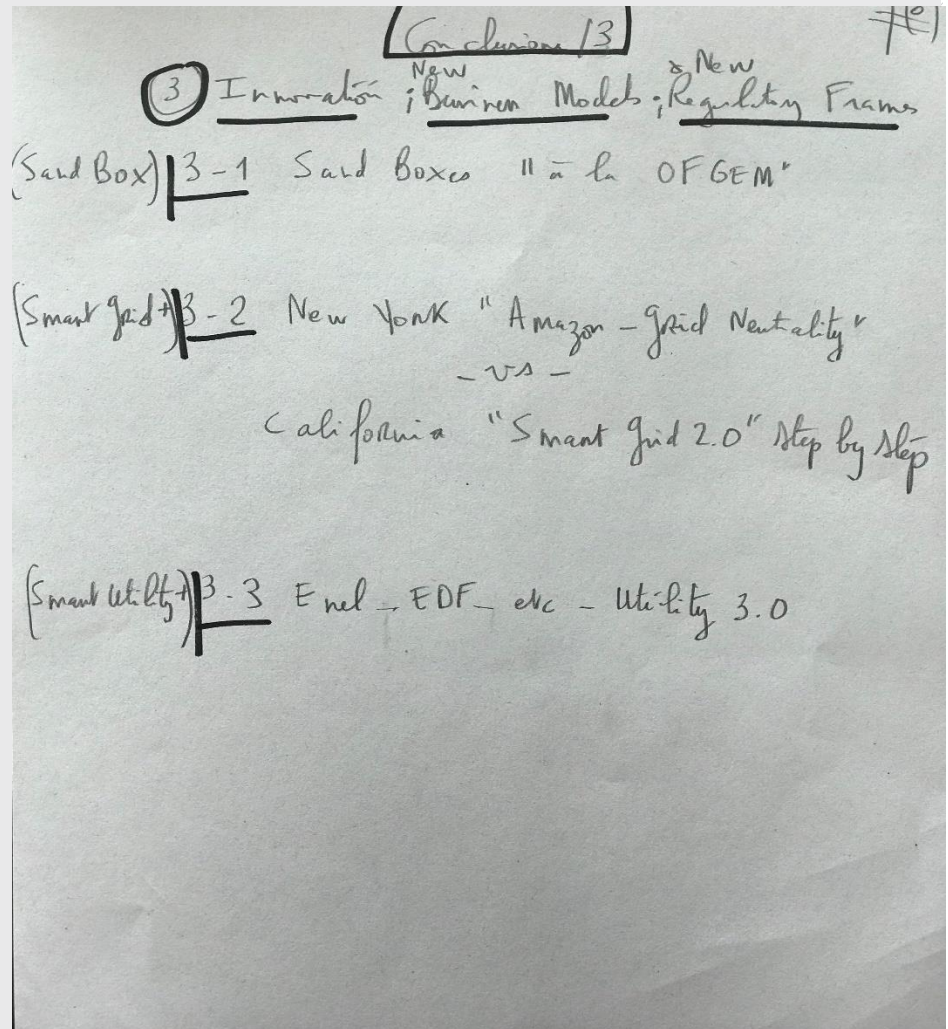 Conclusions /3
③ Innovation ; New Business Models ; & New Regulatory Frames
(Sand Box) 3-1 Sand Boxes "à la OFGEM"
(Smart grid+) 3-2 New York "Amazon - grid Neutrality"
- vs -
California "Smart grid 2.0" step by step
(Smart Utility+) 3-3 Enel - EDF - etc - Utility 3.0